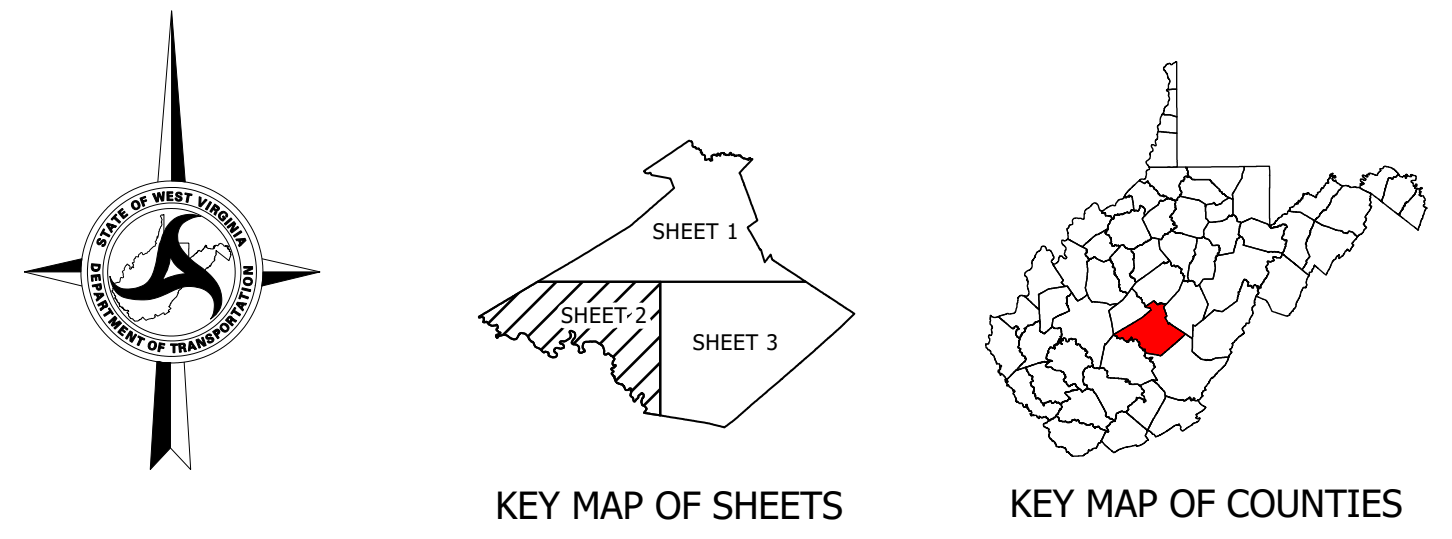 STATE OF WEST VIRGINIA
DEPARTMENT OF TRANSPORTATION
SHEET 1
SHEET 2
SHEET 3
KEY MAP OF SHEETS
KEY MAP OF COUNTIES